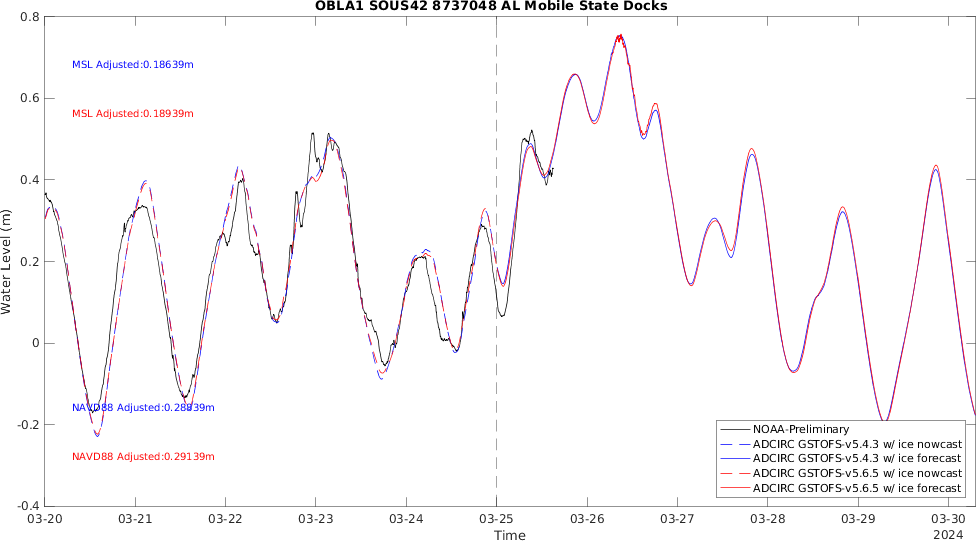 OBLA1 SOUS42 8737048 AL Mobile State Docks
0.8
MSL Adjusted:0.18639m
0.6
MSL Adjusted:0.18939m
0.4
0.2
Water Level (m)
0
NAVD88 Adjusted:0.28839m
-0.2
NAVD88 Adjusted:0.29139m
-0.4
NOAA-Preliminary
ADCIRC GSTOFS-v5.4.3 w/ ice nowcast
ADCIRC GSTOFS-v5.4.3 w/ ice forecast
ADCIRC GSTOFS-v5.6.5 w/ ice nowcast
ADCIRC GSTOFS-v5.6.5 w/ ice forecast
03-20 03-21 03-22 03-23 03-24 03-25 03-26 03-27 03-28 03-29 03-30
Time
2024